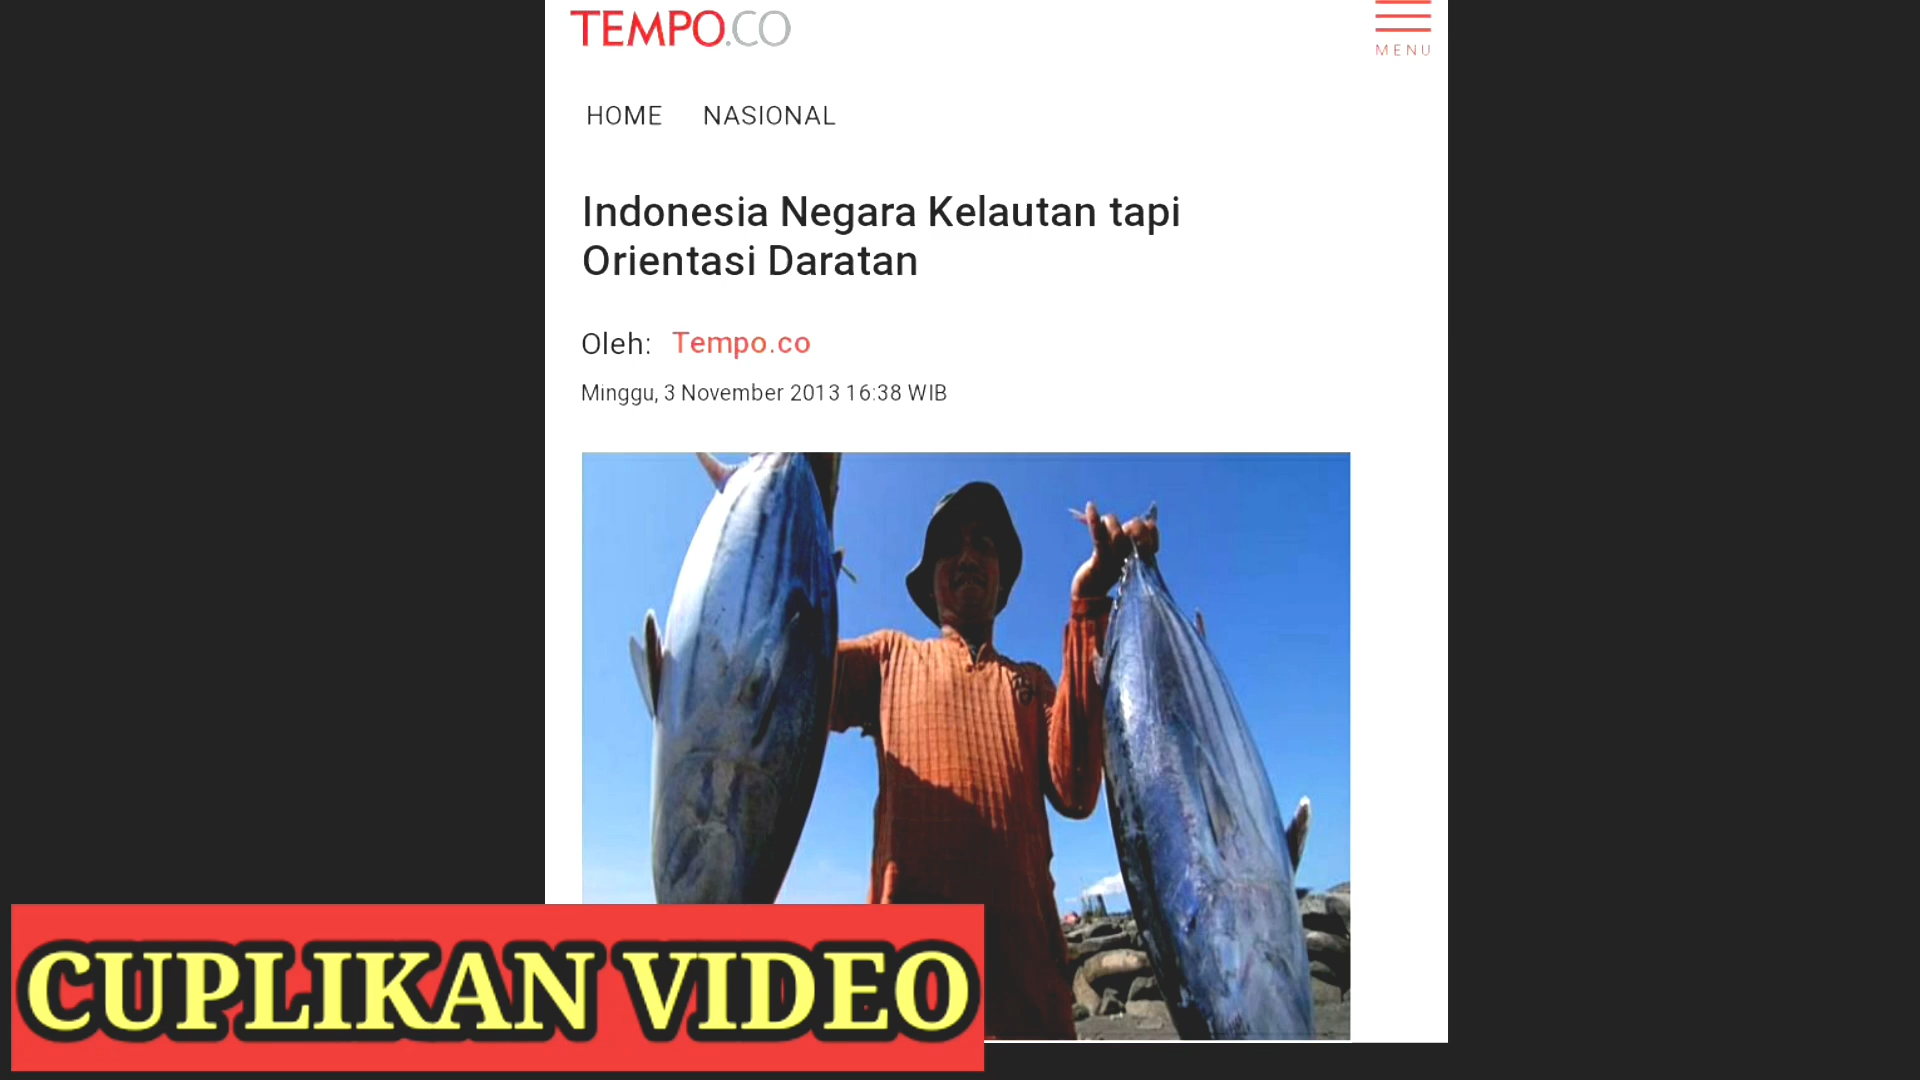 TEMPO.CO
MENU
HOME NASIONAL
Indonesia Negara Kelautan tapi
Orientasi Daratan
Oleh: Tempo.co
Minggu, 3 November 2013 16:38 WIB
CUPLIKAN VIDEO